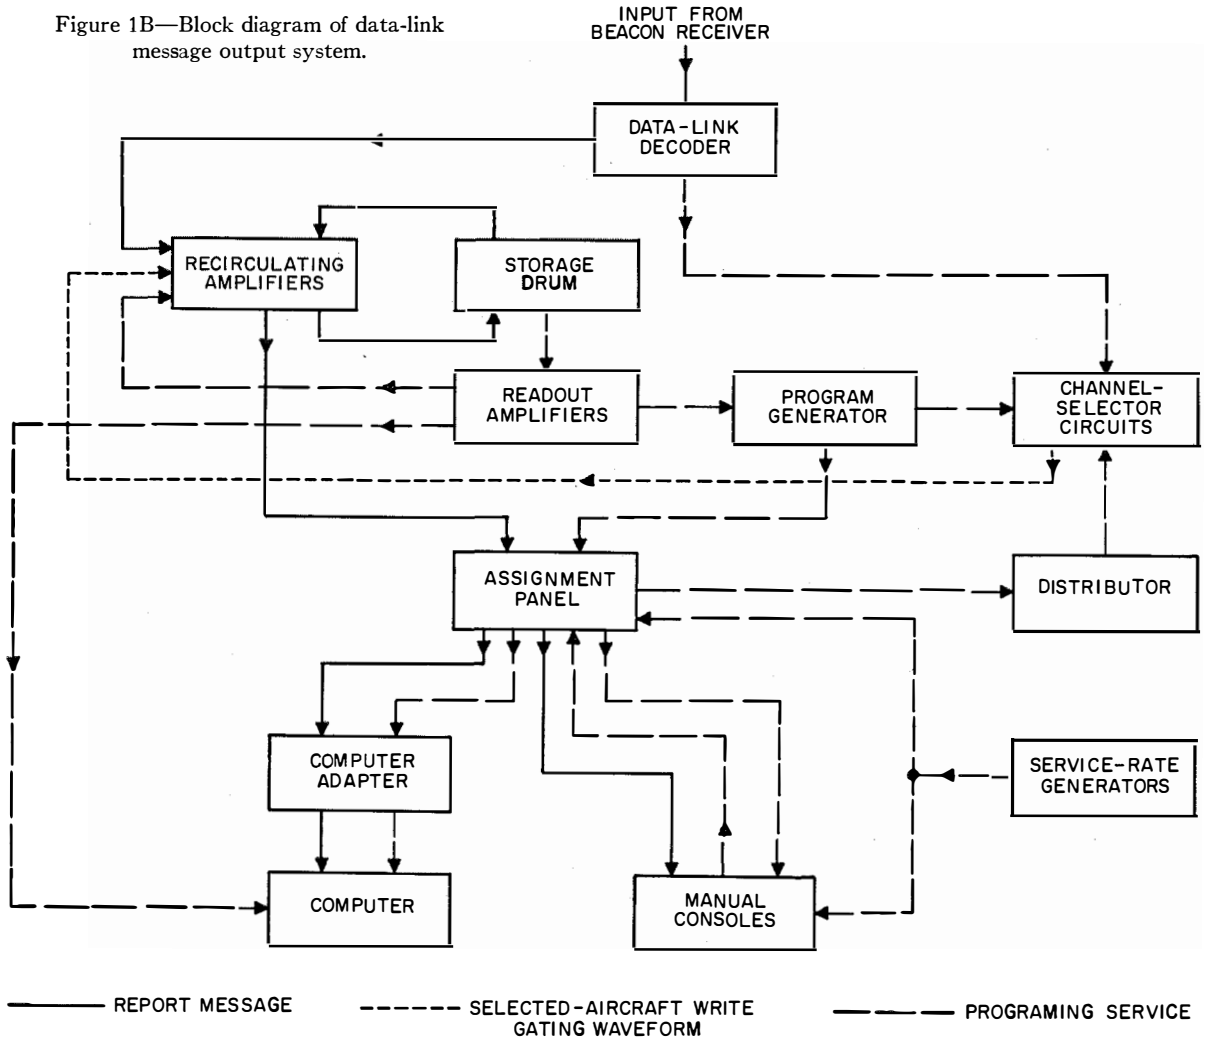 Figure 1B—Block diagram of data-link
message output system.
INPUT FROM
BEACON RECEIVER
DATA-LINK
DECODER
RECIRCULATING
AMPLIFIERS
STORAGE
DRUM
READOUT
AMPLIFIERS
PROGRAM
GENERATOR
CHANNEL-
SELECTOR
CIRCUITS
ASSIGNMENT
PANEL
DISTRIBUTOR
COMPUTER
ADAPTER
SERVICE-RATE
GENERATORS
COMPUTER
MANUAL
CONSOLES
REPORT MESSAGE
SELECTED-AIRCRAFT WRITE
GATING WAVEFORM
PROGRAMING SERVICE